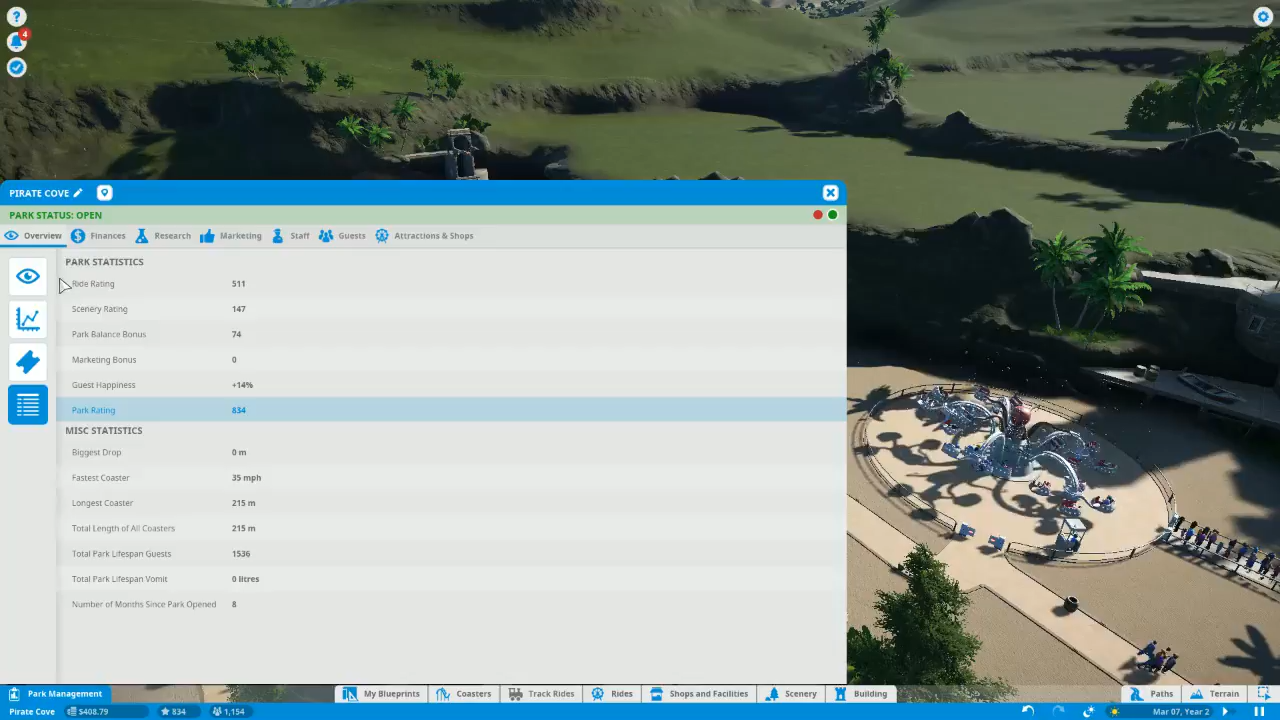 ?
4
PIRATE COVE
PARK STATUS: OPEN
Overview Finances Research Marketing Staff Guests Attractions & Shops
PARK STATISTICS
Ride Rating 511
Scenery Rating 147
Park Balance Bonus 74
Marketing Bonus 0
Guest Happiness +14%
Park Rating 834
MISC STATISTICS
Biggest Drop 0 m
Fastest Coaster 35 mph
Longest Coaster 215 m
Total Length of All Coasters 215 m
Total Park Lifespan Guests 1536
Total Park Lifespan Vomit 0 litres
Number of Months Since Park Opened 8
Park Management My Blueprints Coasters Track Rides Rides Shops and Facilities Scenery Building Paths Terrain
Pirate Cove $408.79 834 1,154 Mar 07, Year 2